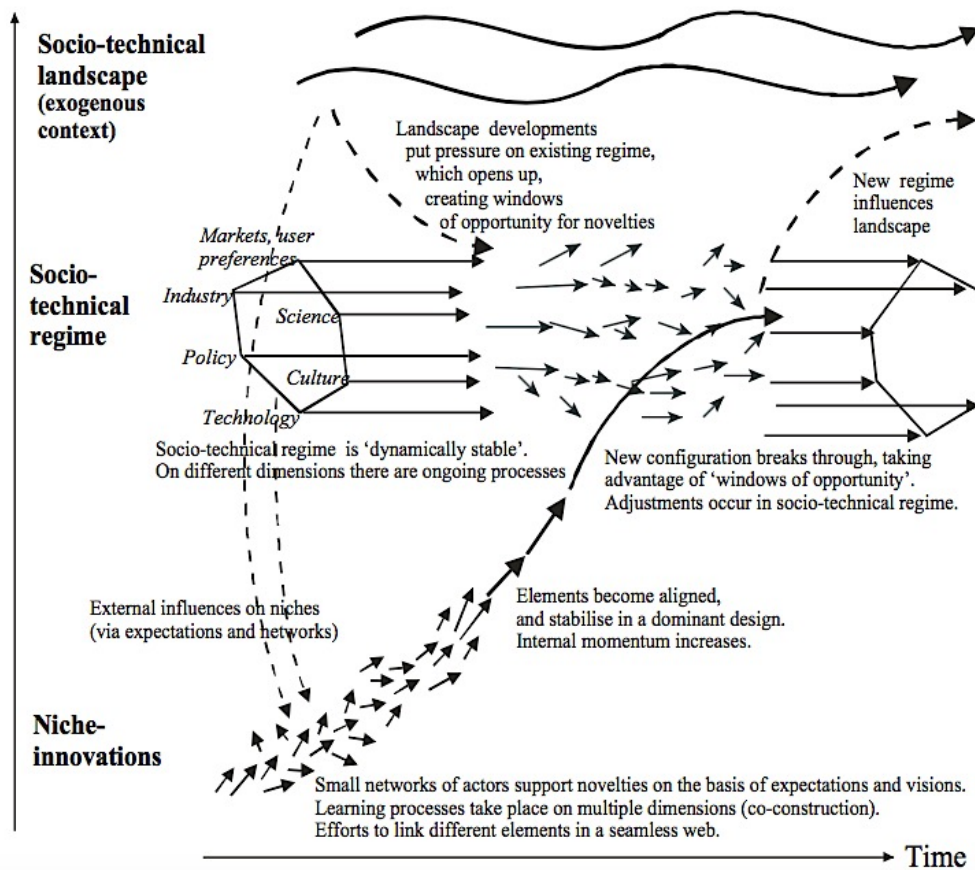 Socio-technical
landscape
(exogenous
context)
Landscape developments
put pressure on existing regime,
which opens up,
creating windows
of opportunity for novelties
New regime
influences
landscape
Socio-
technical
regime
Markets, user
preferences
Industry
Science
Policy
Culture
Technology
Socio-technical regime is ‘dynamically stable’.
On different dimensions there are ongoing processes
New configuration breaks through, taking
advantage of ‘windows of opportunity’.
Adjustments occur in socio-technical regime.
External influences on niches
(via expectations and networks)
Elements become aligned,
and stabilise in a dominant design.
Internal momentum increases.
Niche-
innovations
Small networks of actors support novelties on the basis of expectations and visions.
Learning processes take place on multiple dimensions (co-construction).
Efforts to link different elements in a seamless web.
Time